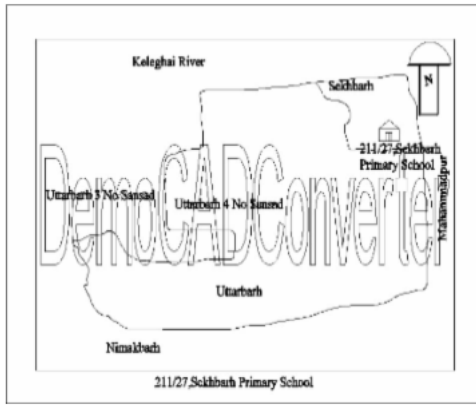 Keleghai River
Sekhbarh
N
211/27,Sekhbarh
Primary School
Mahammadpur
Uttarbarh 3 No Sansad
Uttarbarh 4 No Sansad
DemoCADConverter
Uttarbarh
Nimakbarh
211/27,Sekhbarh Primary School